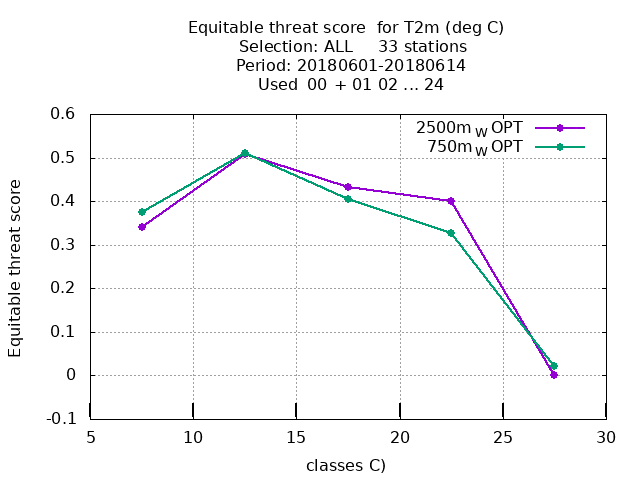 Equitable threat score  for T2m (deg C)
Selection: ALL     33 stations
Period: 20180601-20180614
Used  00  + 01 02 ... 24
0.6
0.5
0.4
0.3
0.2
0.1
0
-0.1
Equitable threat score
2500m W OPT
750m W OPT
5 10 15 20 25 30
classes C)